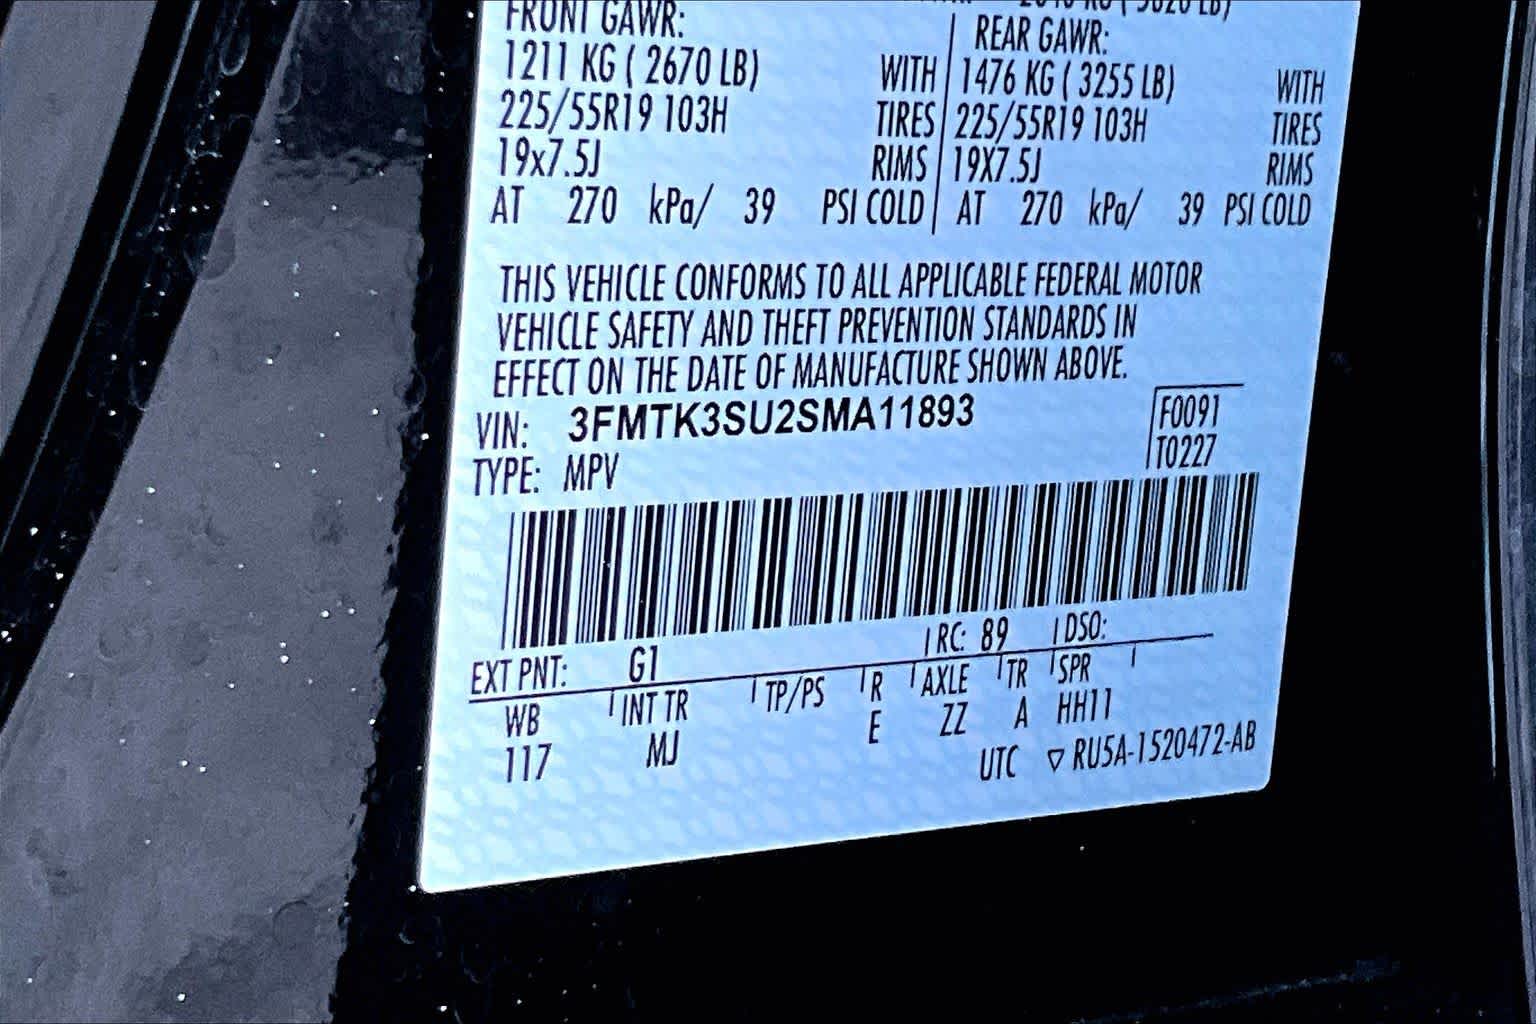 FRONT GAWR:
REAR GAWR:
1211 KG ( 2670 LB) WITH 1476 KG ( 3255 LB) WITH
225/55R19 103H TIRES 225/55R19 103H TIRES
19x7.5J RIMS 19X7.5J RIMS
AT 270 kPa/ 39 PSI COLD AT 270 kPa/ 39 PSI COLD
THIS VEHICLE CONFORMS TO ALL APPLICABLE FEDERAL MOTOR
VEHICLE SAFETY AND THEFT PREVENTION STANDARDS IN
EFFECT ON THE DATE OF MANUFACTURE SHOWN ABOVE.
VIN: 3FMTK3SU2SMA11893 F0091
TYPE: MPV T0227
EXT PNT: G1 RC: 89 DSO:
WB INT TR TP/PS R AXLE TR SPR
117 MJ E ZZ A HH11
UTC ▽ RU5A-1520472-AB